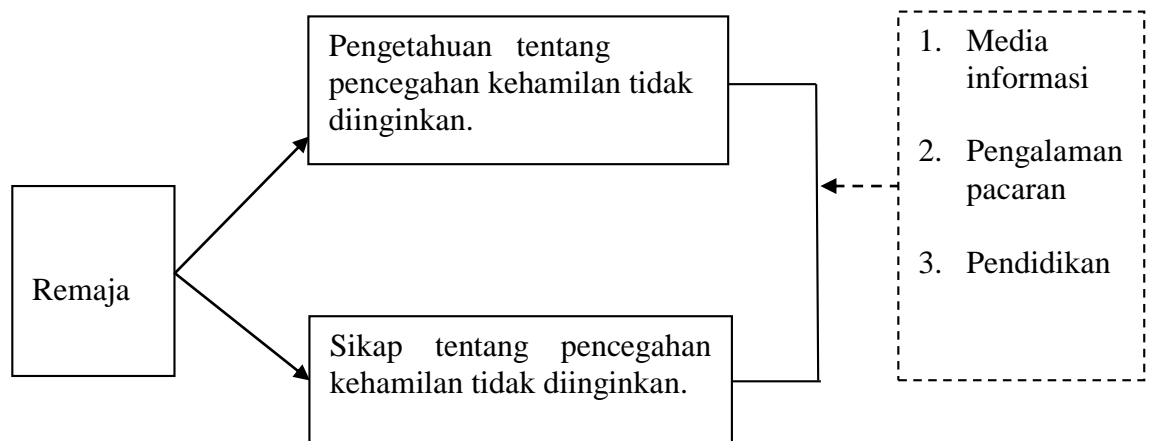 Pengetahuan tentang
pencegahan kehamilan tidak
diinginkan.
1. Media
informasi
2. Pengalaman
pacaran
3. Pendidikan
Remaja
Sikap tentang pencegahan
kehamilan tidak diinginkan.